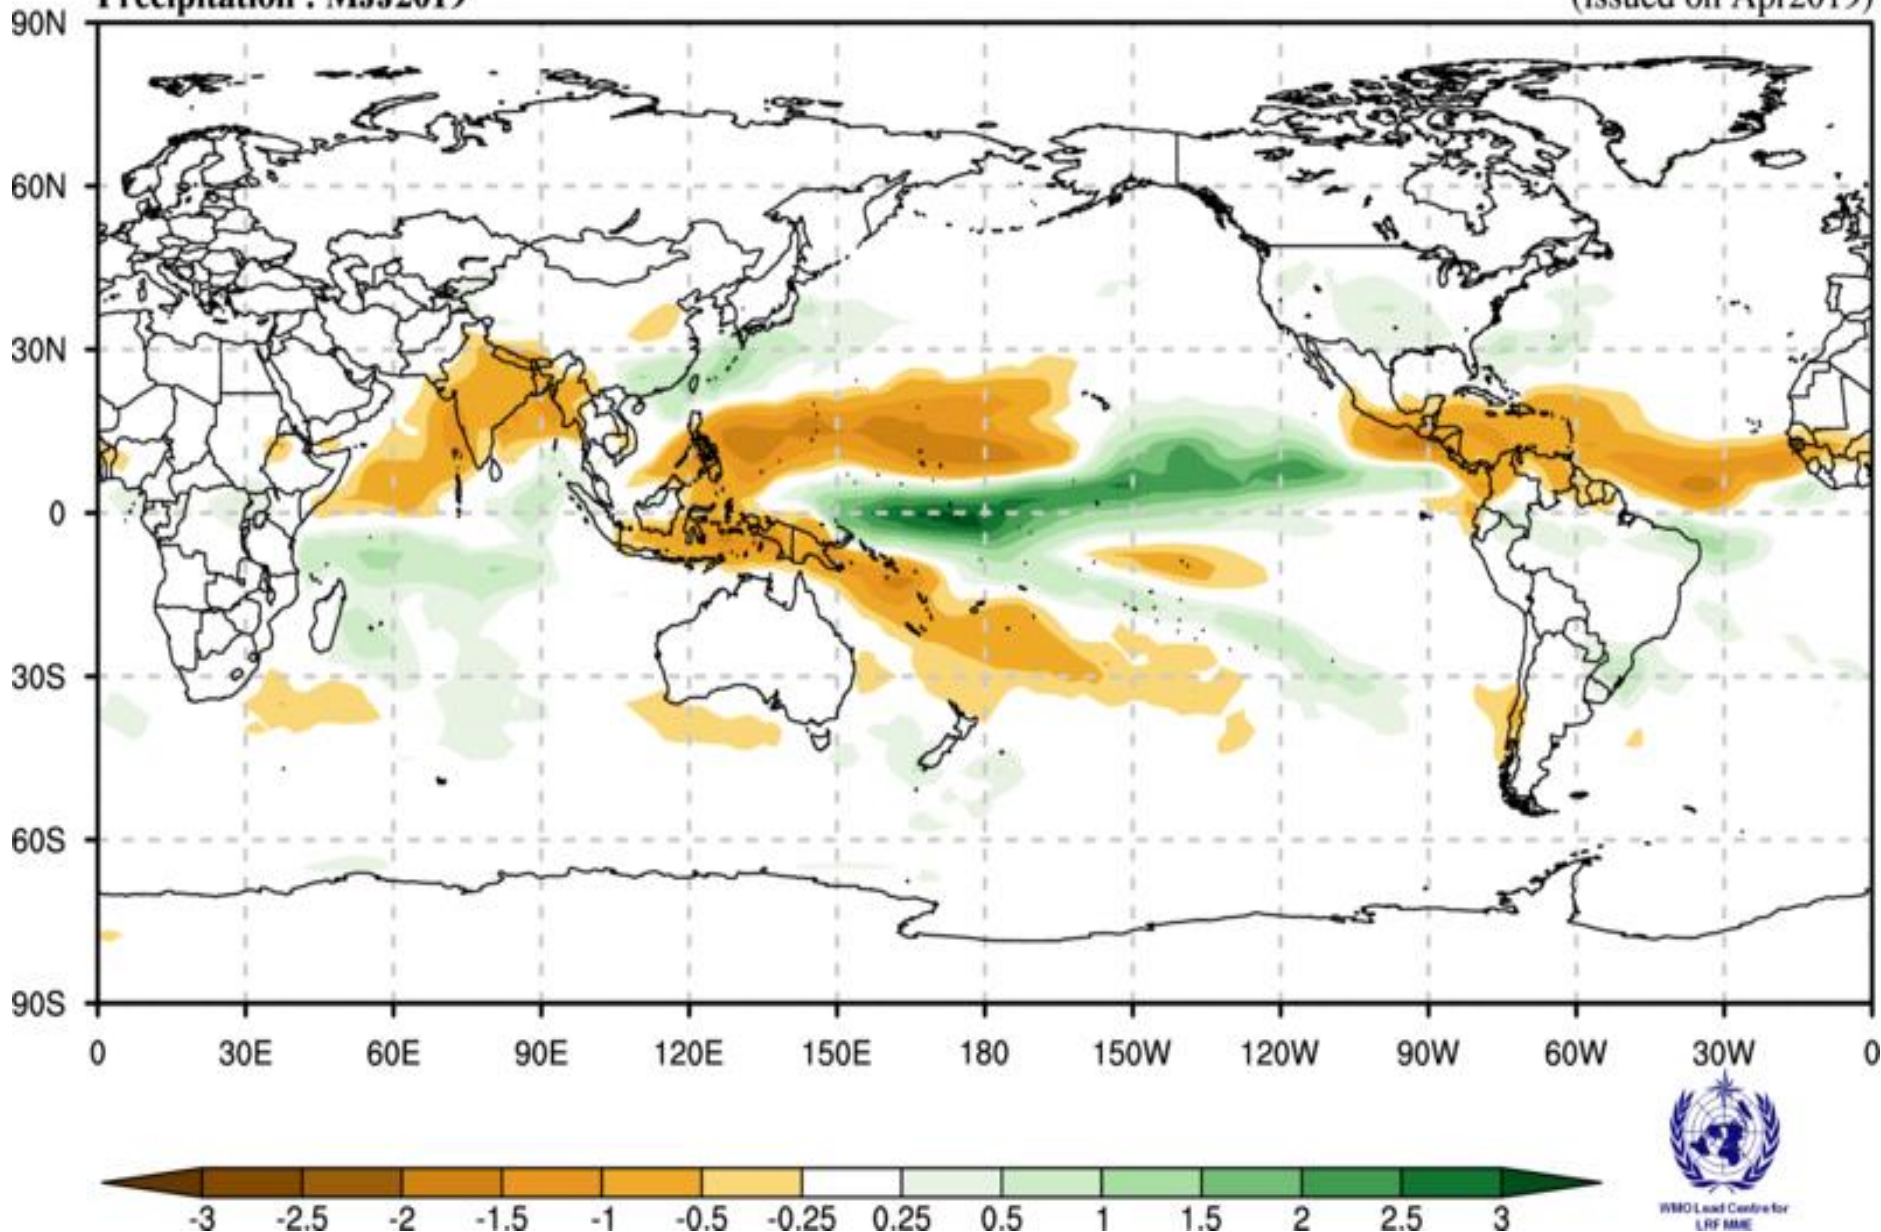 Precipitation : MJJ2019
(issued on Apr2019)
90N
60N
30N
0
30S
60S
90S
0 30E 60E 90E 120E 150E 180 150W 120W 90W 60W 30W 0
-3 -2.5 -2 -1.5 -1 -0.5 -0.25 0.25 0.5 1 1.5 2 2.5 3
WMO Lead Centre for
LRF MME